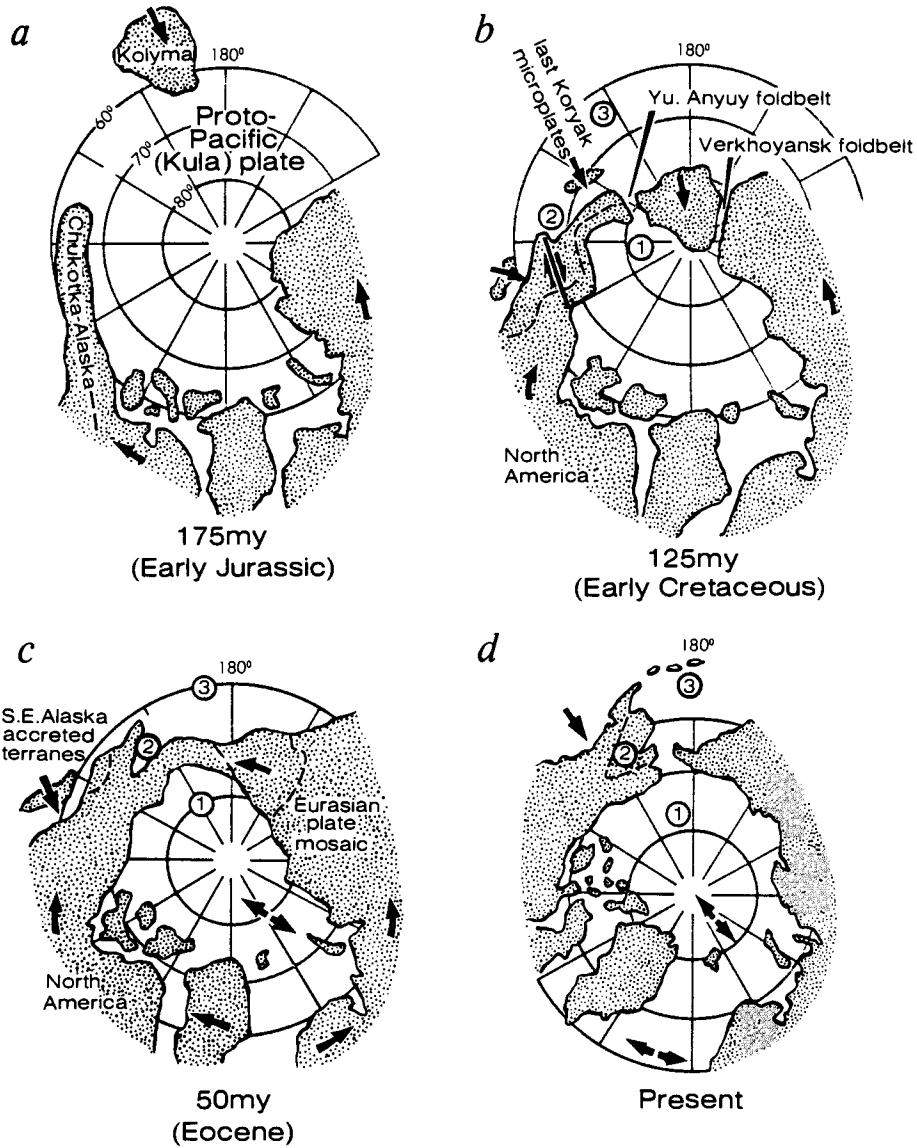 a
Kolyma
180°
60°
70°
80°
Proto-
Pacific
(Kula) plate
Chukotka-Alaska
175my
(Early Jurassic)
b
180°
last Koryak
microplates
3
Yu. Anyuy foldbelt
Verkhoyansk foldbelt
2
1
North
America
125my
(Early Cretaceous)
c
180°
3
S.E.Alaska
accreted
terranes
2
1
Eurasian
plate
mosaic
North
America
50my
(Eocene)
d
180°
3
2
1
Present